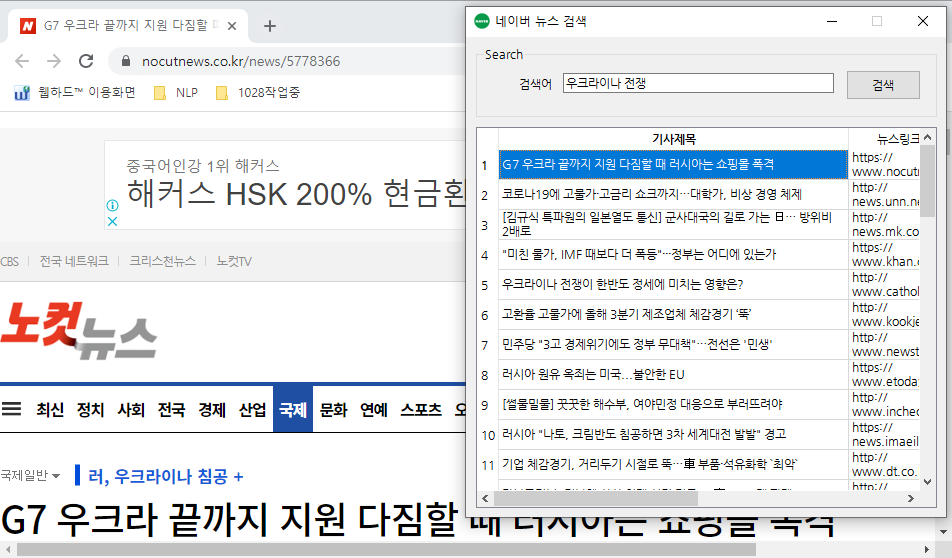 G7 우크라 끝까지 지원 다짐할
nocutnews.co.kr/news/5778366
웹하드™ 이용화면
NLP
1028작업중
중국어인강 1위 해커스
해커스 HSK 200% 현금환
CBS
전국 네트워크
크리스천뉴스
노컷TV
노컷뉴스
최신 정치 사회 전국 경제 산업 국제 문화 연예 스포츠 오
국제일반
러, 우크라이나 침공 +
G7 우크라 끝까지 지원 다짐할 때 러시아는 쇼핑몰 폭격
네이버 뉴스 검색
Search
검색어
우크라이나 전쟁
검색
기사제목
뉴스링크
1 G7 우크라 끝까지 지원 다짐할 때 러시아는 쇼핑몰 폭격
https://
www.nocutn
2 코로나19에 고물가·고금리 쇼크까지…대학가, 비상 경영 체제
http://
news.unn.ne
3 [김규식 특파원의 일본열도 통신] 군사대국의 길로 가는 日… 방위비
2배로
http://
news.mk.co
4 "미친 물가, IMF 때보다 더 폭등"…정부는 어디에 있는가
https://
www.khan.c
5 우크라이나 전쟁이 한반도 정세에 미치는 영향은?
http://
www.cathol
6 고환율 고물가에 올해 3분기 제조업체 체감경기 '뚝'
http://
www.kookje
7 민주당 "3고 경제위기에도 정부 무대책"…전선은 '민생'
http://
www.newst
8 러시아 원유 옥죄는 미국...불안한 EU
https://
www.etoday
9 [썰물밀물] 꼿꼿한 해수부, 여야민정 대응으로 부러뜨려야
http://
www.inchec
10 러시아 "나토, 크림반도 침공하면 3차 세계대전 발발" 경고
https://
news.imaeil
11 기업 체감경기, 거리두기 시절로 뚝…車 부품·석유화학 `최악`
http://
www.dt.co.
http://